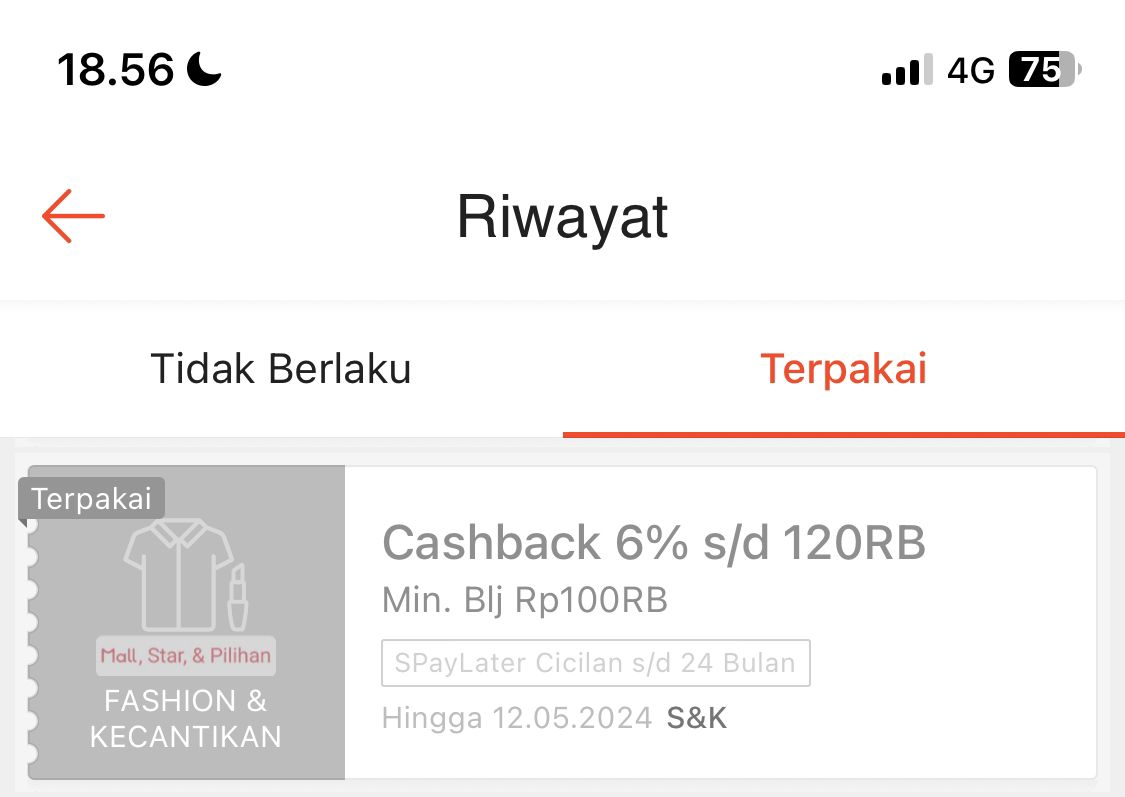 18.56 4G 75
Riwayat
Tidak Berlaku Terpakai
Terpakai
Mall, Star, & Pilihan
FASHION &
KECANTIKAN
Cashback 6% s/d 120RB
Min. Blj Rp100RB
SPayLater Cicilan s/d 24 Bulan
Hingga 12.05.2024 S&K